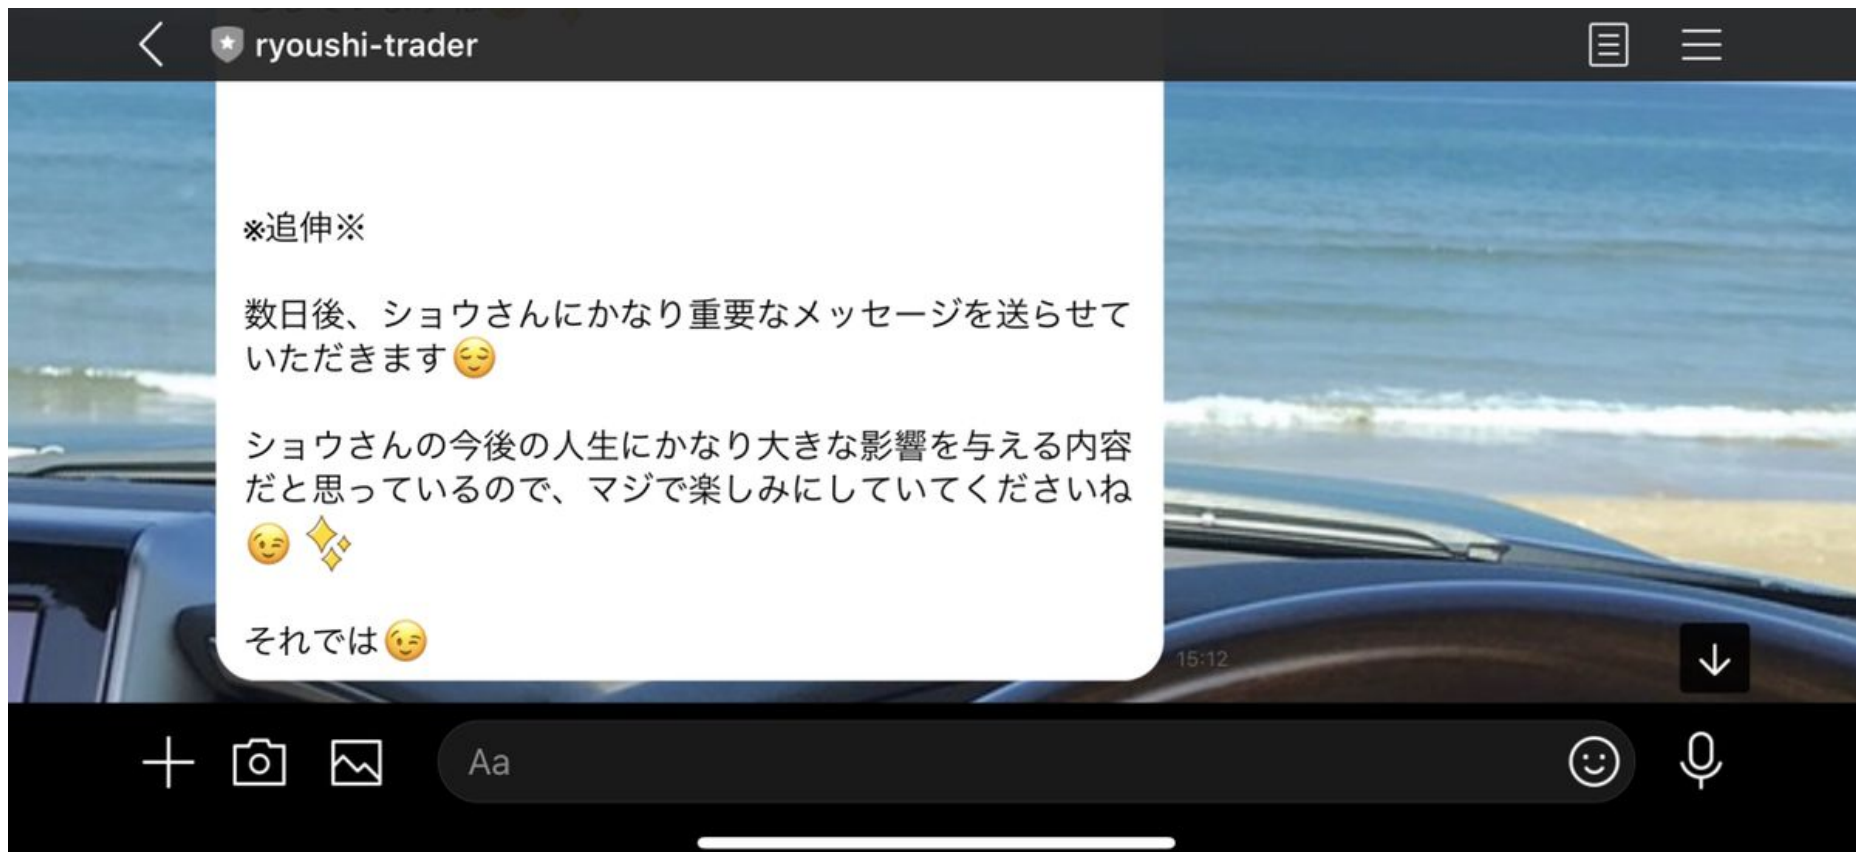 ryoushi-trader
※追伸※
数日後、ショウさんにかなり重要なメッセージを送らせて
いただきます😌
ショウさんの今後の人生にかなり大きな影響を与える内容
だと思っているので、マジで楽しみにしていてくださいね
😉✨
それでは😉
15:12
Aa